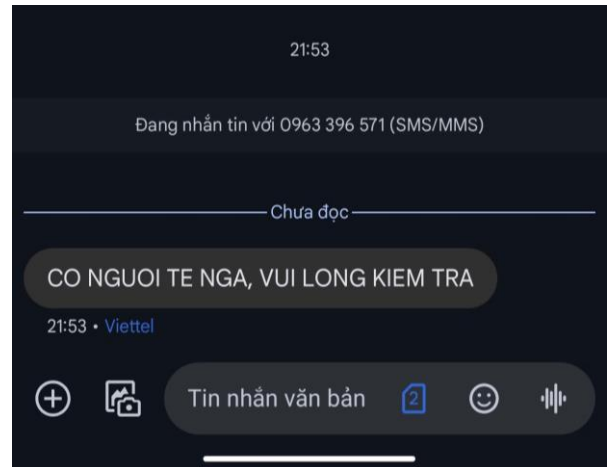 21:53
Đang nhắn tin với 0963 396 571 (SMS/MMS)
Chưa đọc
CO NGUOI TE NGA, VUI LONG KIEM TRA
21:53 • Viettel
Tin nhắn văn bản 2